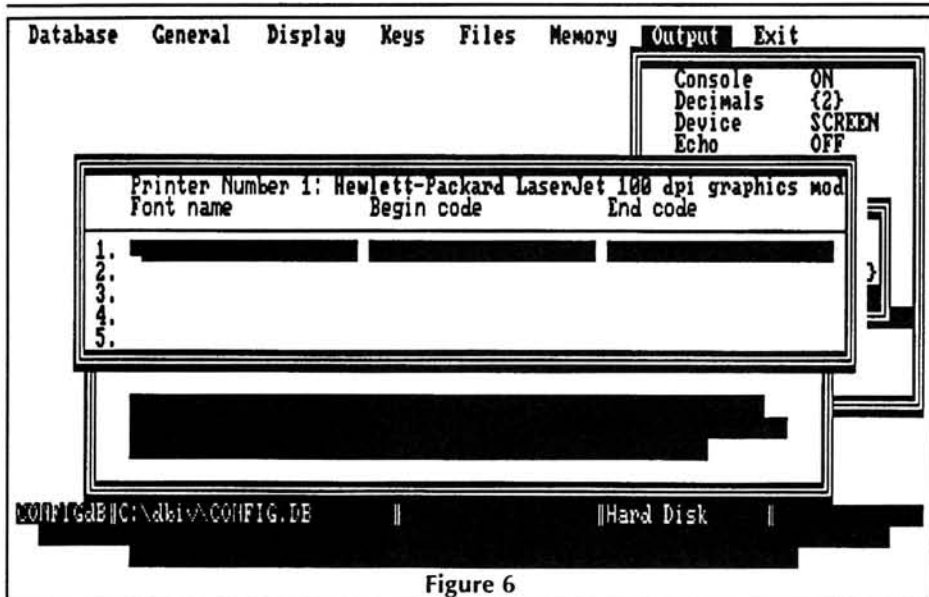 Database General Display Keys Files Memory Output Exit
Console ON
Decimals {2}
Device SCREEN
Echo OFF
Printer Number 1: Hewlett-Packard LaserJet 100 dpi graphics mod
Font name Begin code End code
1.
2.
3.
4.
5.
}
CONFIGdB||C:\dbiv\CONFIG.DB || ||Hard Disk ||
Figure 6